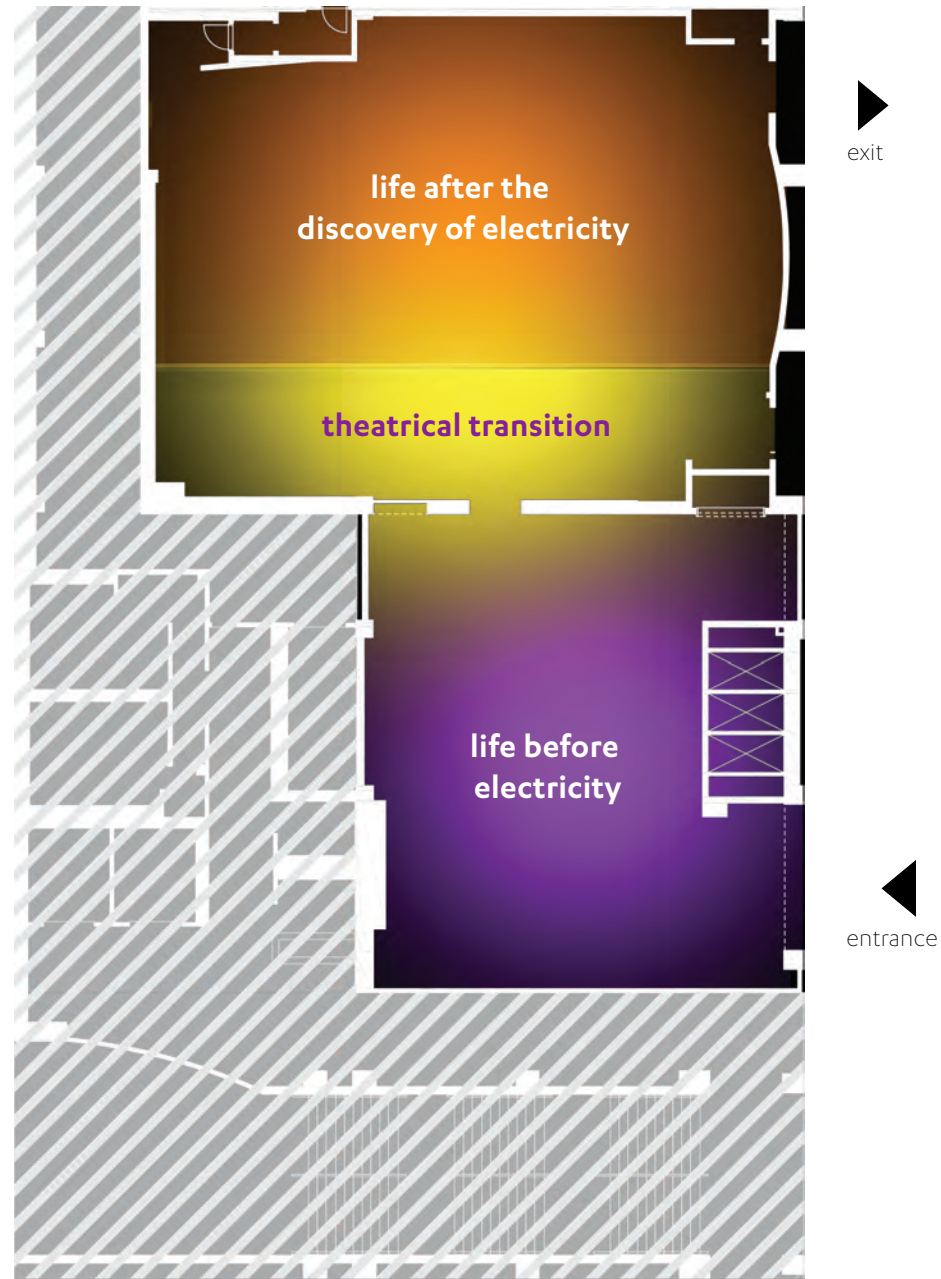 exit
life after the
discovery of electricity
theatrical transition
life before
electricity
entrance